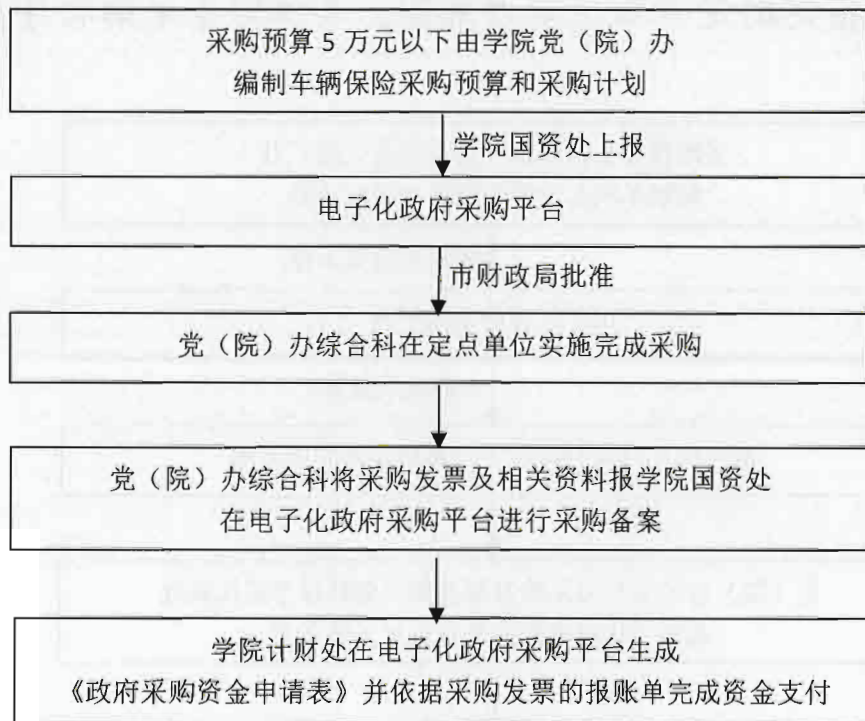 采购预算 5 万元以下由学院党（院）办
编制车辆保险采购预算和采购计划
学院国资处上报
电子化政府采购平台
市财政局批准
党（院）办综合科在定点单位实施完成采购
党（院）办综合科将采购发票及相关资料报学院国资处
在电子化政府采购平台进行采购备案
学院计财处在电子化政府采购平台生成
《政府采购资金申请表》并依据采购发票的报账单完成资金支付